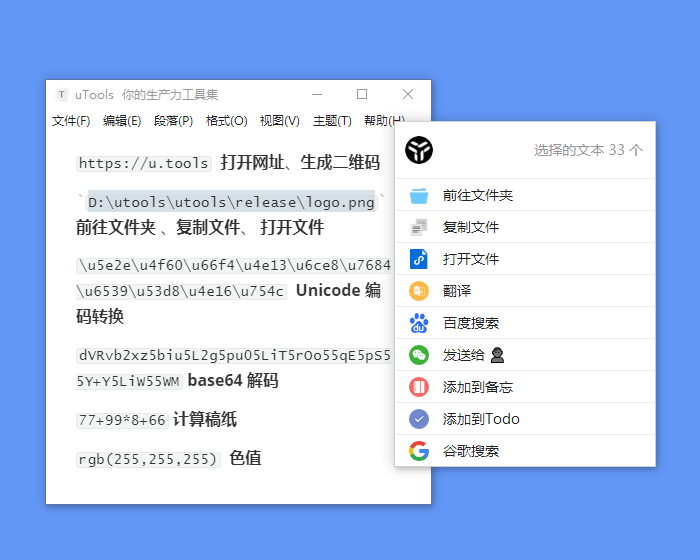 T uTools 你的生产力工具集
文件(F) 编辑(E) 段落(P) 格式(O) 视图(V) 主题(T) 帮助(H)
https://u.tools 打开网址、生成二维码
`D:\utools\utools\release\logo.png`
前往文件夹 、复制文件、 打开文件
\u5e2e\u4f60\u66f4\u4e13\u6ce8\u7684
\u6539\u53d8\u4e16\u754c Unicode 编
码转换
dVRvb2xz5biu5L2g5pu05LiT5rOo55qE5pS5
5Y+Y5LiW55WM base64 解码
77+99*8+66 计算稿纸
rgb(255,255,255) 色值
选择的文本 33 个
前往文件夹
复制文件
打开文件
翻译
du 百度搜索
发送给
添加到备忘
添加到Todo
谷歌搜索